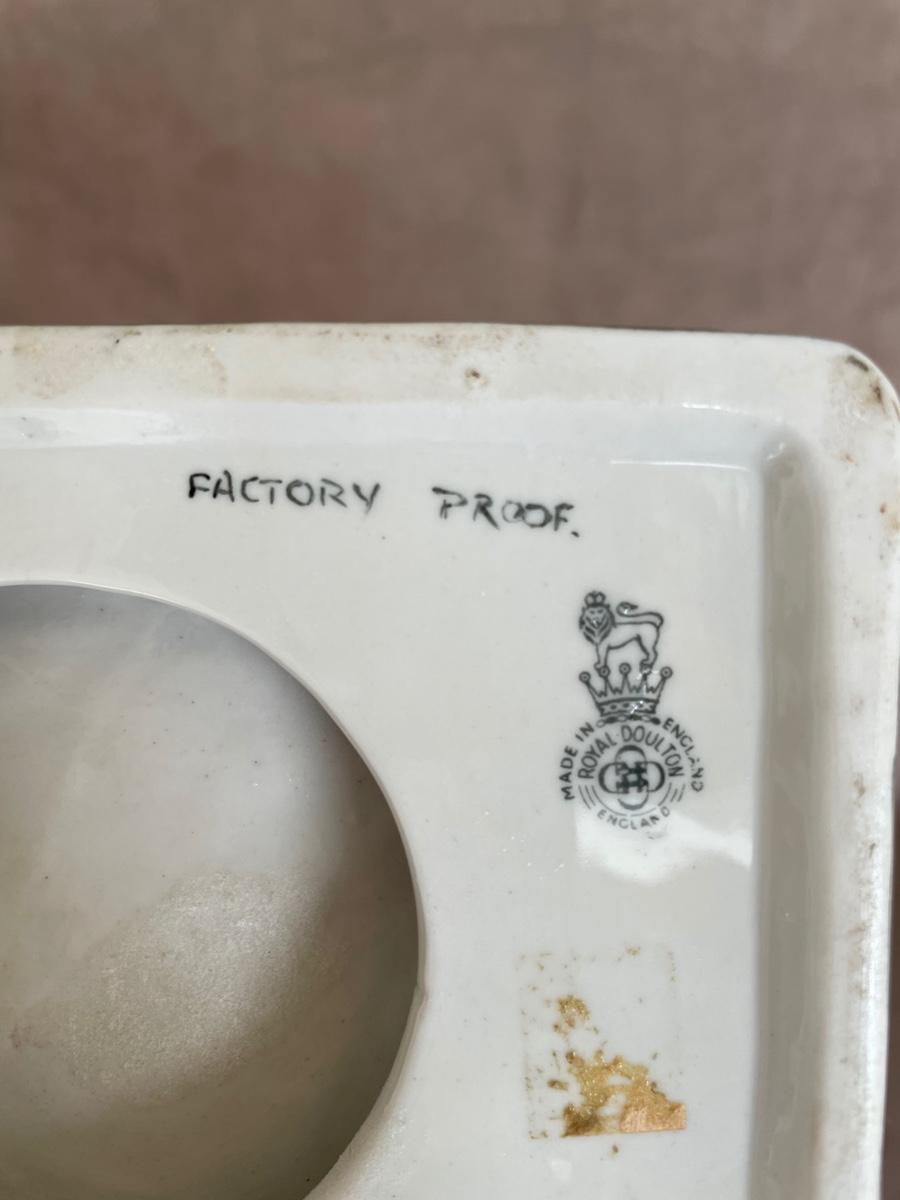 FACTORY PROOF.
MADE IN ENGLAND
ROYAL·DOULTON
ENGLAND